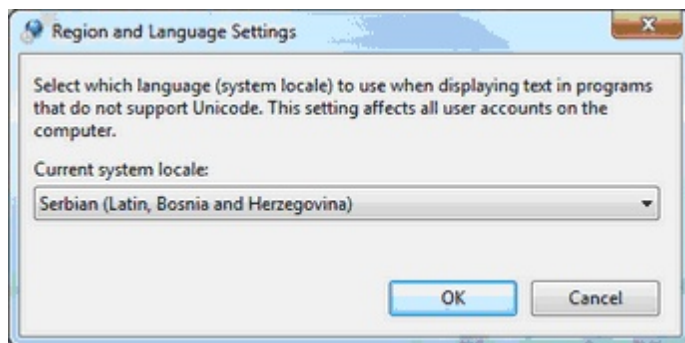 Region and Language Settings
Select which language (system locale) to use when displaying text in programs
that do not support Unicode. This setting affects all user accounts on the
computer.
Current system locale:
Serbian (Latin, Bosnia and Herzegovina)
OK
Cancel